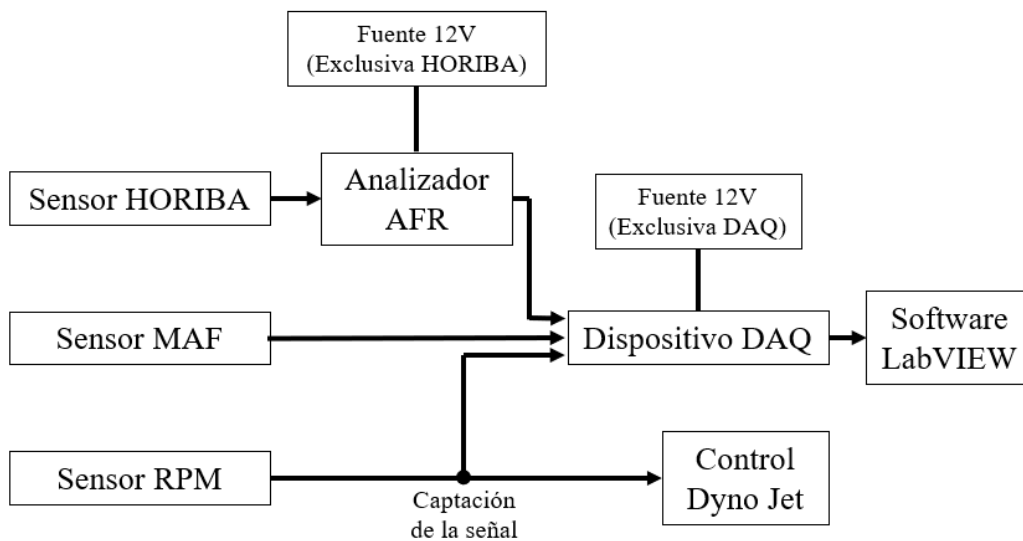 Fuente 12V
(Exclusiva HORIBA)
Sensor HORIBA
Analizador
AFR
Fuente 12V
(Exclusiva DAQ)
Sensor MAF
Dispositivo DAQ
Software
LabVIEW
Sensor RPM
Captación
de la señal
Control
Dyno Jet